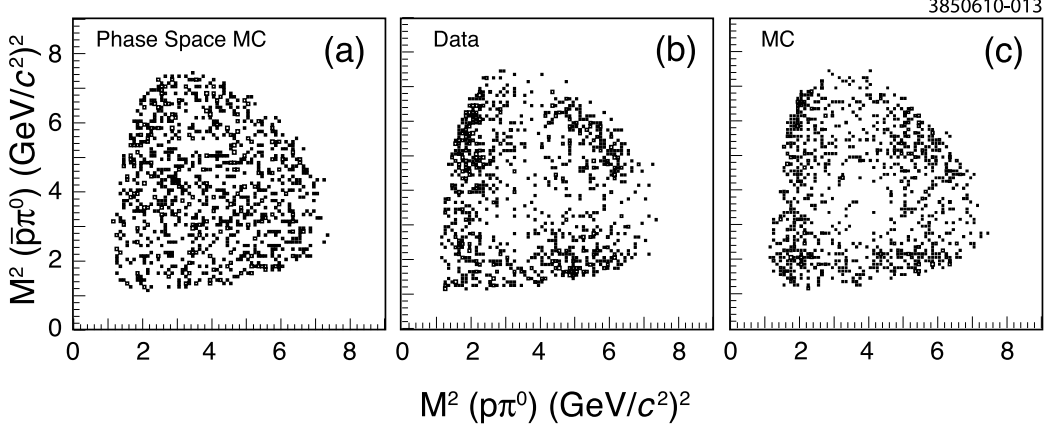 3850610-013
Phase Space MC (a) Data (b) MC (c)
M² (p̄π⁰) (GeV/c²)²
8
6
4
2
0
0 2 4 6 8 0 2 4 6 8 0 2 4 6 8
M² (pπ⁰) (GeV/c²)²